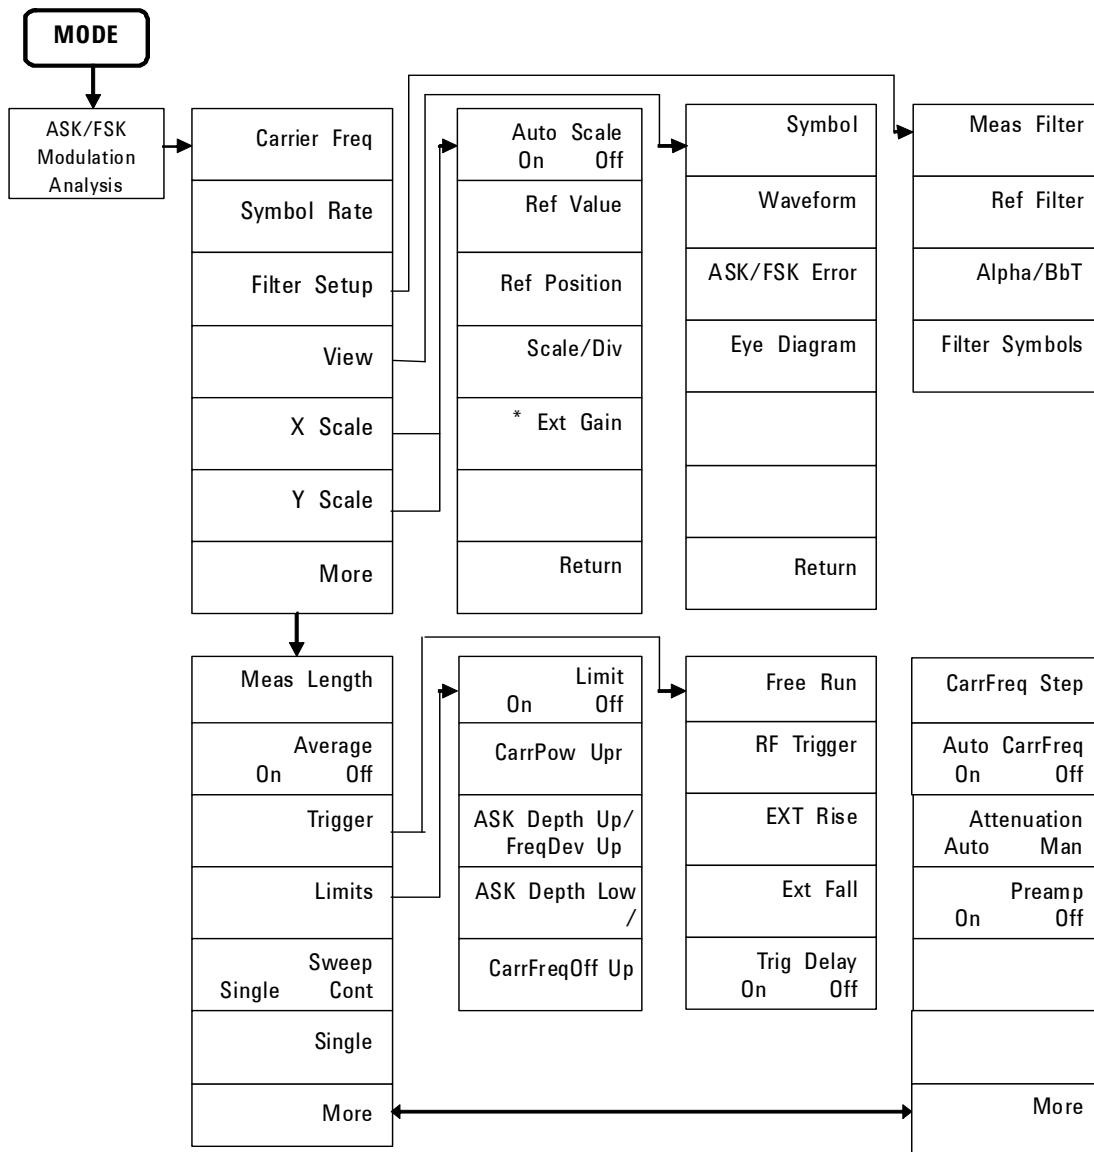 MODE
ASK/FSK
Modulation
Analysis
Carrier Freq
Symbol Rate
Filter Setup
View
X Scale
Y Scale
More
Auto Scale
On Off
Ref Value
Ref Position
Scale/Div
* Ext Gain
Return
Symbol
Waveform
ASK/FSK Error
Eye Diagram
Return
Meas Filter
Ref Filter
Alpha/BbT
Filter Symbols
Meas Length
Average
On Off
Trigger
Limits
Sweep
Single Cont
Single
More
Limit
On Off
CarrPow Upr
ASK Depth Up/
FreqDev Up
ASK Depth Low
/
CarrFreqOff Up
Free Run
RF Trigger
EXT Rise
Ext Fall
Trig Delay
On Off
CarrFreq Step
Auto CarrFreq
On Off
Attenuation
Auto Man
Preamp
On Off
More